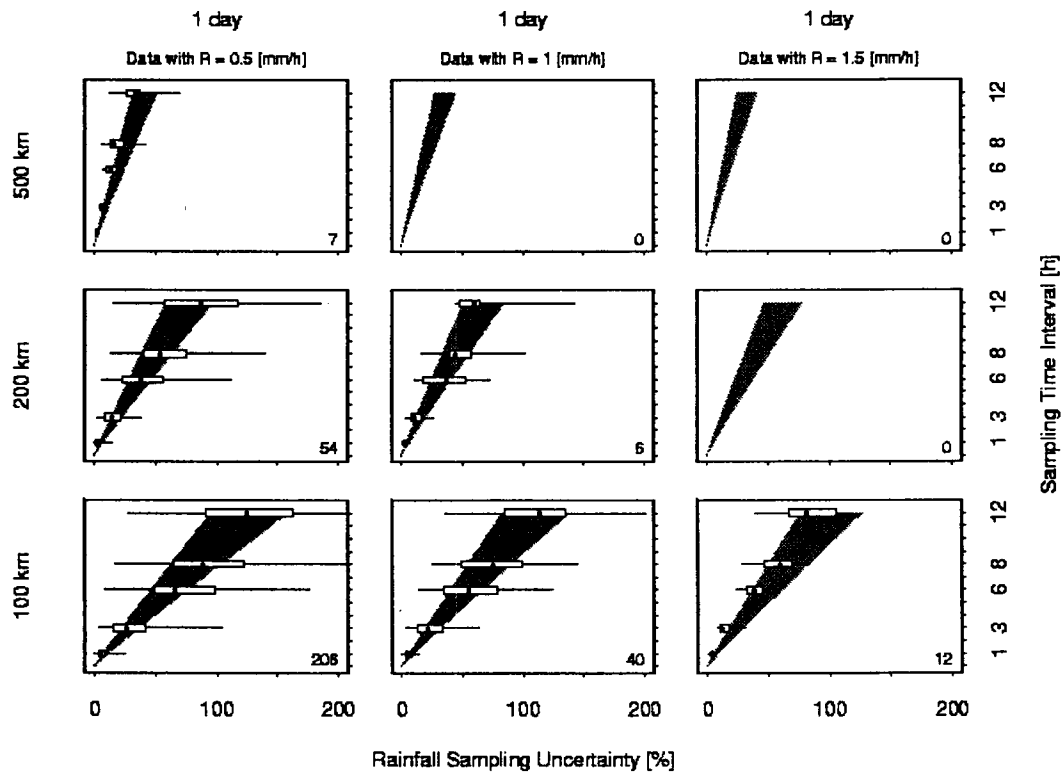 1 day 1 day 1 day
Data with R = 0.5 [mm/h] Data with R = 1 [mm/h] Data with R = 1.5 [mm/h]
500 km
7 0 0
1 3 6 8 12
200 km
54 6 0
1 3 6 8 12
100 km
206 40 12
1 3 6 8 12
0 100 200 0 100 200 0 100 200
Rainfall Sampling Uncertainty [%]
Sampling Time Interval [h]